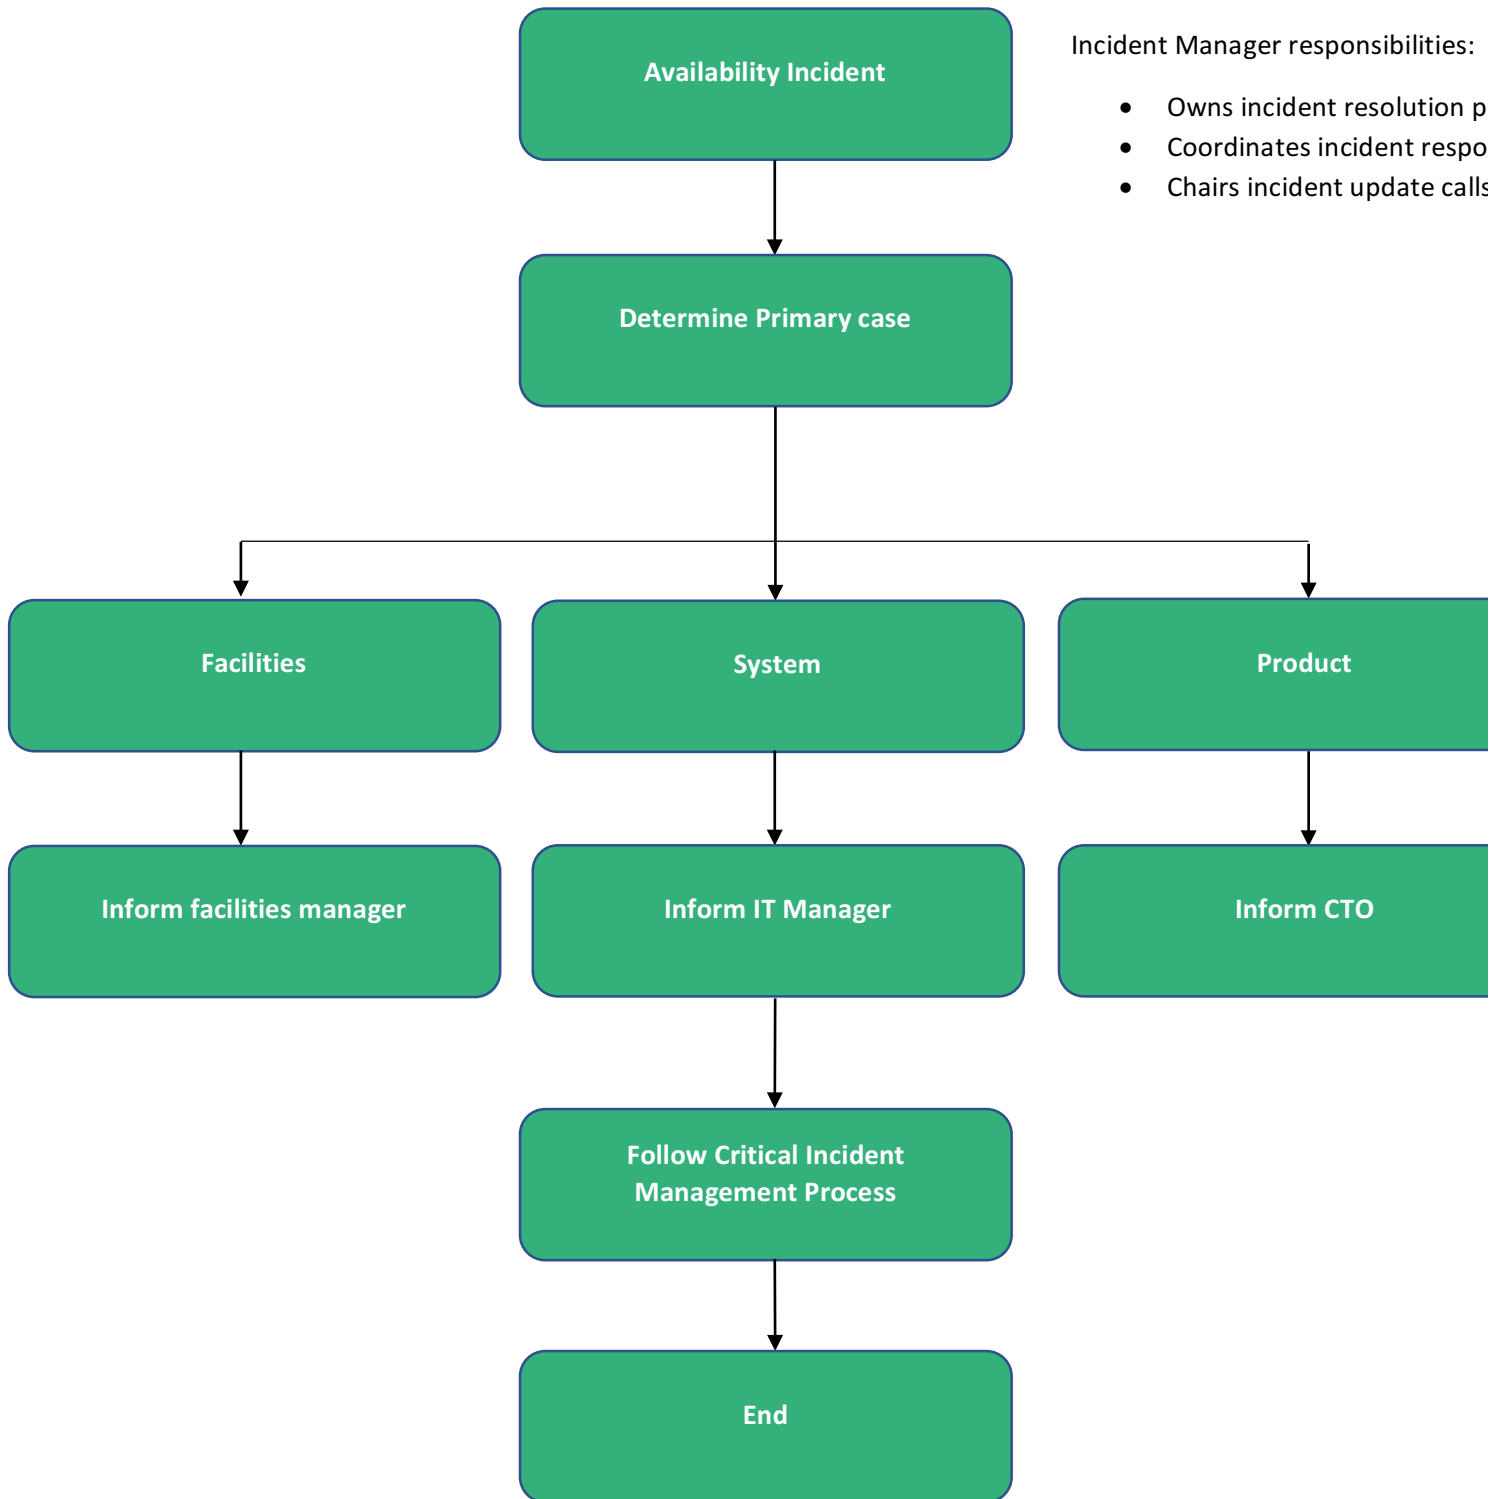 Availability Incident
Incident Manager responsibilities:
• Owns incident resolution
• Coordinates incident
• Chairs incident update calls
Determine Primary case
Facilities
System
Product
Inform facilities manager
Inform IT Manager
Inform CTO
Follow Critical Incident
Management Process
End